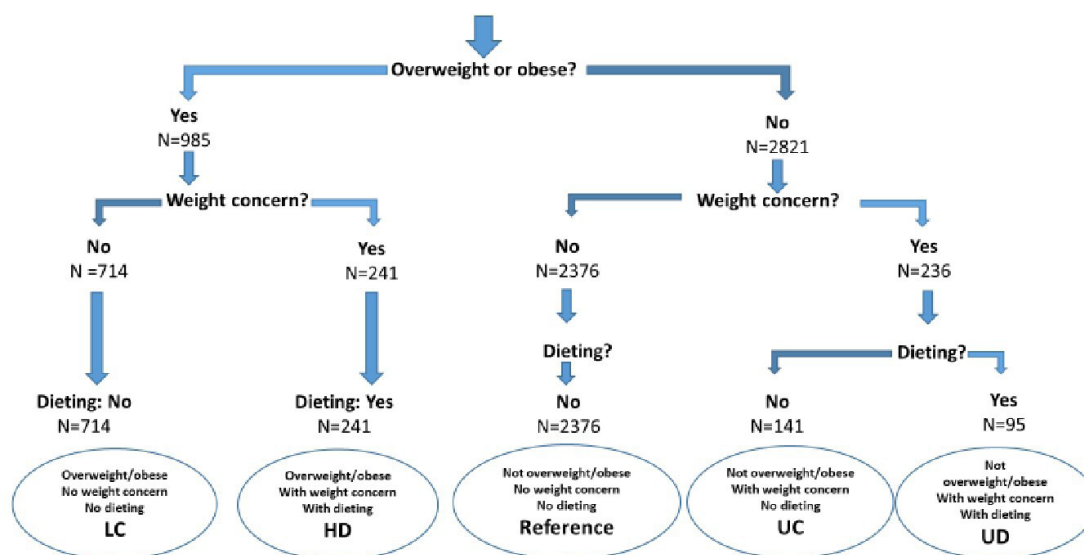 Overweight or obese?
Yes
N=985
No
N=2821
Weight concern?
Weight concern?
No
N =714
Yes
N=241
No
N=2376
Yes
N=236
Dieting?
Dieting?
Dieting: No
N=714
Dieting: Yes
N=241
No
N=2376
No
N=141
Yes
N=95
Overweight/obese
No weight concern
No dieting
LC
Overweight/obese
With weight concern
With dieting
HD
Not overweight/obese
No weight concern
No dieting
Reference
Not overweight/obese
With weight concern
No dieting
UC
Not
overweight/obese
With weight concern
With dieting
UD